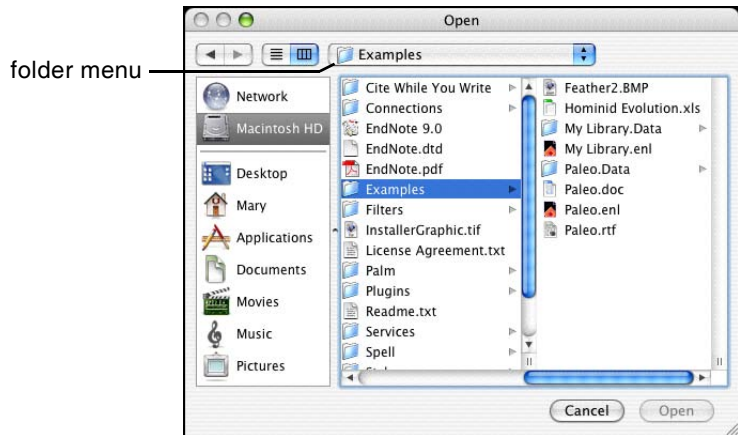 Open
folder menu
Examples
Network
Macintosh HD
Desktop
Mary
Applications
Documents
Movies
Music
Pictures
Cite While You Write
Connections
EndNote 9.0
EndNote.dtd
EndNote.pdf
Examples
Filters
InstallerGraphic.tif
License Agreement.txt
Palm
Plugins
Readme.txt
Services
Spell
Feather2.BMP
Hominid Evolution.xls
My Library.Data
My Library.enl
Paleo.Data
Paleo.doc
Paleo.enl
Paleo.rtf
Cancel
Open